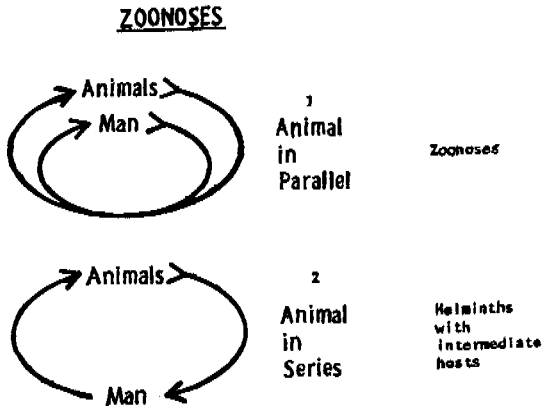 ZOONOSES
Animals
Man
1
Animal
in
Parallel
Zoonoses
Animals
Man
2
Animal
in
Series
Helminths
with
intermediate
hosts